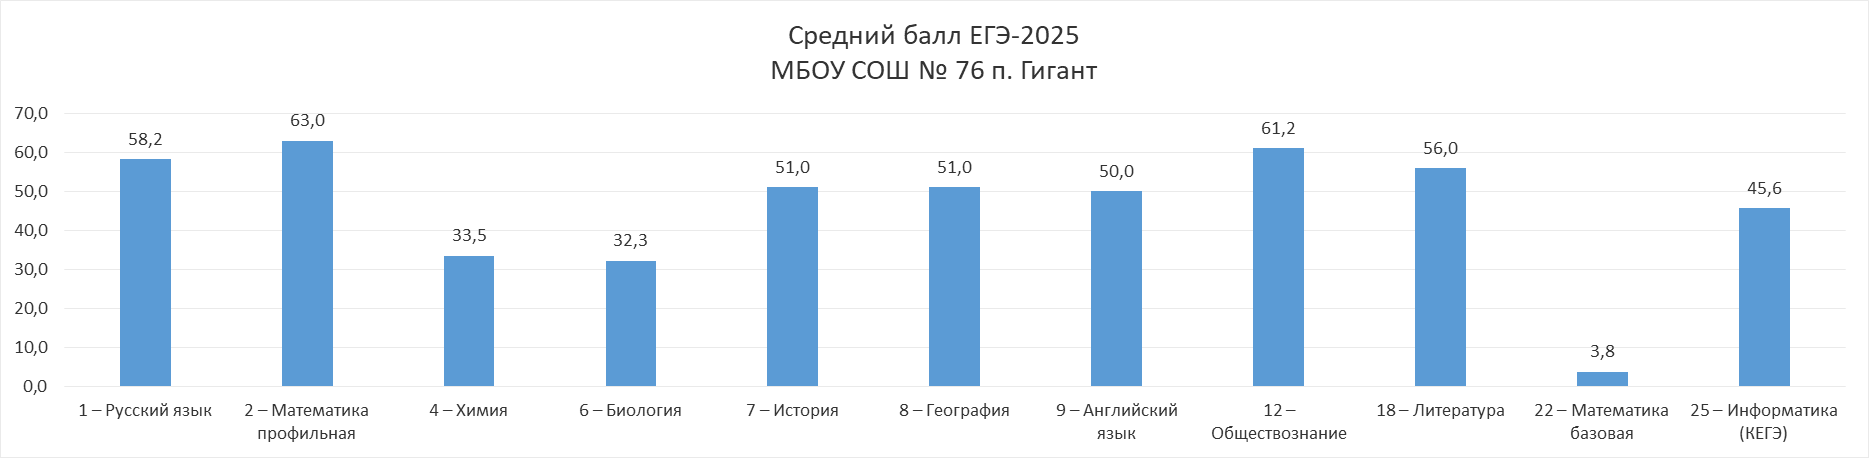 Средний балл ЕГЭ-2025
МБОУ СОШ № 76 п. Гигант
70,0
60,0
50,0
40,0
30,0
20,0
10,0
0,0
58,2
63,0
33,5
32,3
51,0
51,0
50,0
61,2
56,0
3,8
45,6
1 – Русский язык
2 – Математика
профильная
4 – Химия
6 – Биология
7 – История
8 – География
9 – Английский
язык
12 –
Обществознание
18 – Литература
22 – Математика
базовая
25 – Информатика
(КЕГЭ)